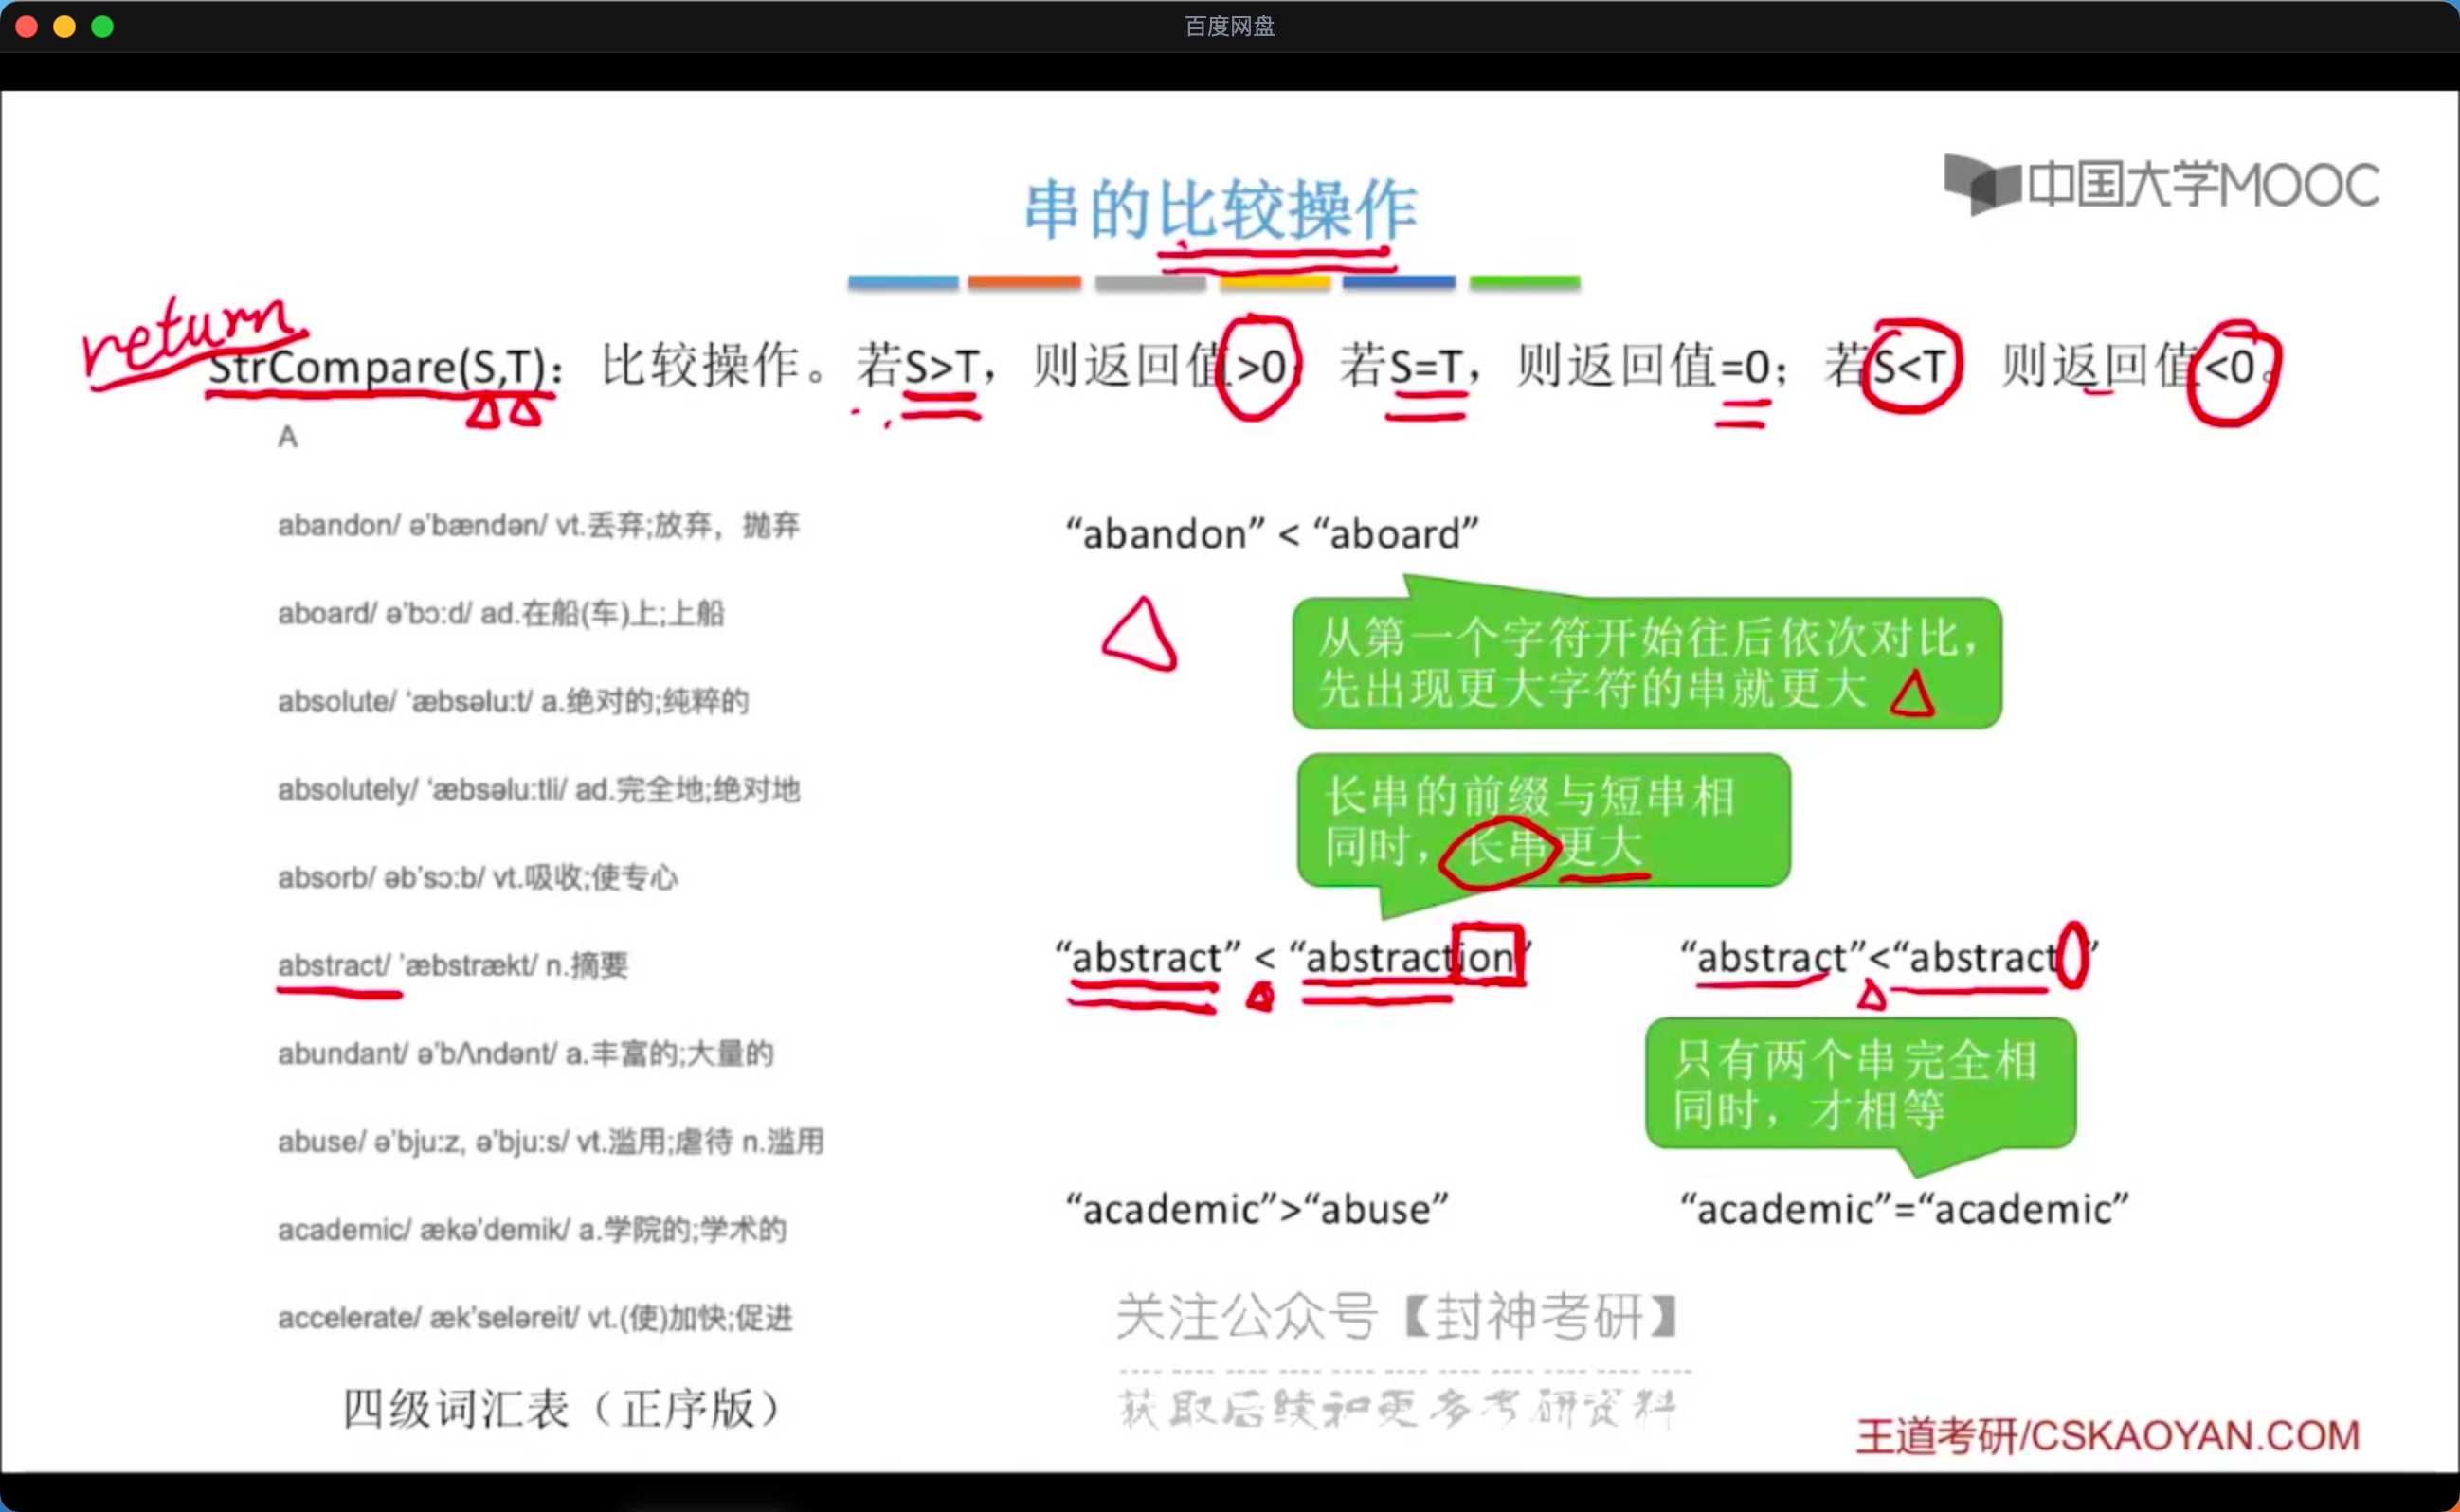 百度网盘
中国大学MOOC
串的比较操作
return
StrCompare(S,T)：比较操作。若S>T，则返回值>0；若S=T，则返回值=0；若S<T 则返回值<0。
A
abandon/ ə'bændən/ vt.丢弃;放弃，抛弃
aboard/ ə'bɔ:d/ ad.在船(车)上;上船
absolute/ 'æbsəlu:t/ a.绝对的;纯粹的
absolutely/ 'æbsəlu:tli/ ad.完全地;绝对地
absorb/ əb'sɔ:b/ vt.吸收;使专心
abstract/ 'æbstrækt/ n.摘要
abundant/ ə'bΛndənt/ a.丰富的;大量的
abuse/ ə'bju:z, ə'bju:s/ vt.滥用;虐待 n.滥用
academic/ ækə'demik/ a.学院的;学术的
accelerate/ æk'seləreit/ vt.(使)加快;促进
四级词汇表（正序版）
“abandon” < “aboard”
从第一个字符开始往后依次对比，
先出现更大字符的串就更大
长串的前缀与短串相
同时，长串更大
“abstract” < “abstraction”
“abstract”<“abstract ”
只有两个串完全相
同时，才相等
“academic”>“abuse”
“academic”=“academic”
关注公众号【封神考研】
获取后续和更多考研资料
王道考研/CSKAOYAN.COM